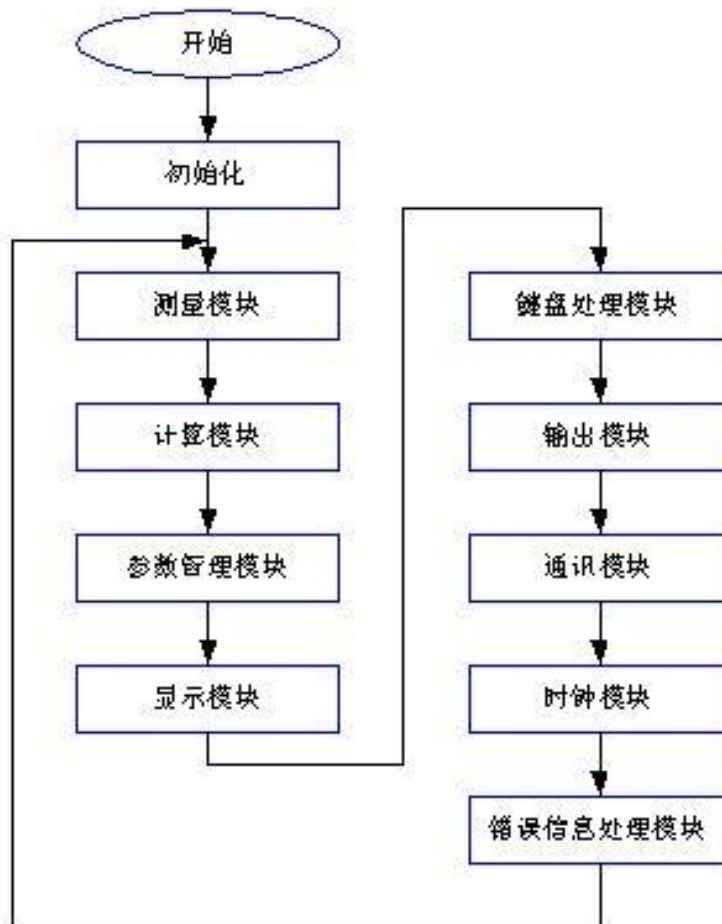 开始
初始化
测量模块
计算模块
参数管理模块
显示模块
键盘处理模块
输出模块
通讯模块
时钟模块
错误信息处理模块